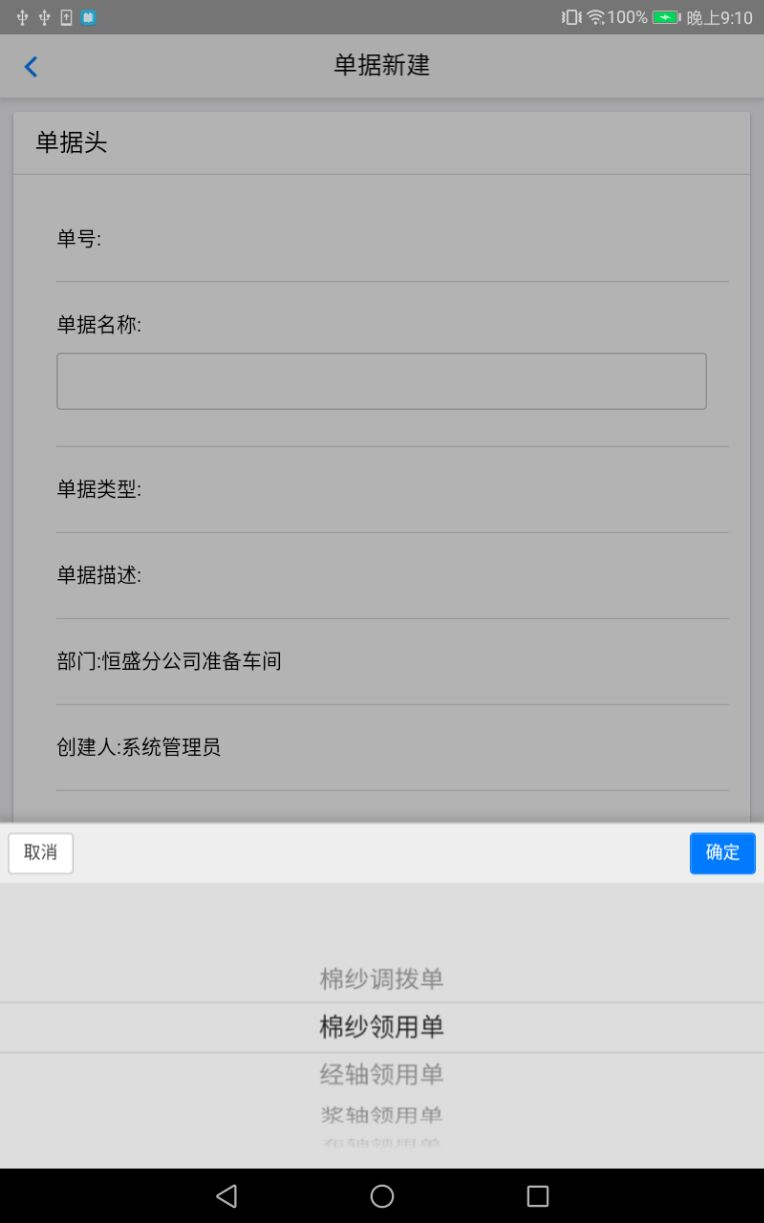 100% 晚上9:10
单据新建
单据头
单号:
单据名称:
单据类型:
单据描述:
部门:恒盛分公司准备车间
创建人:系统管理员
取消 确定
棉纱调拨单
棉纱领用单
经轴领用单
浆轴领用单